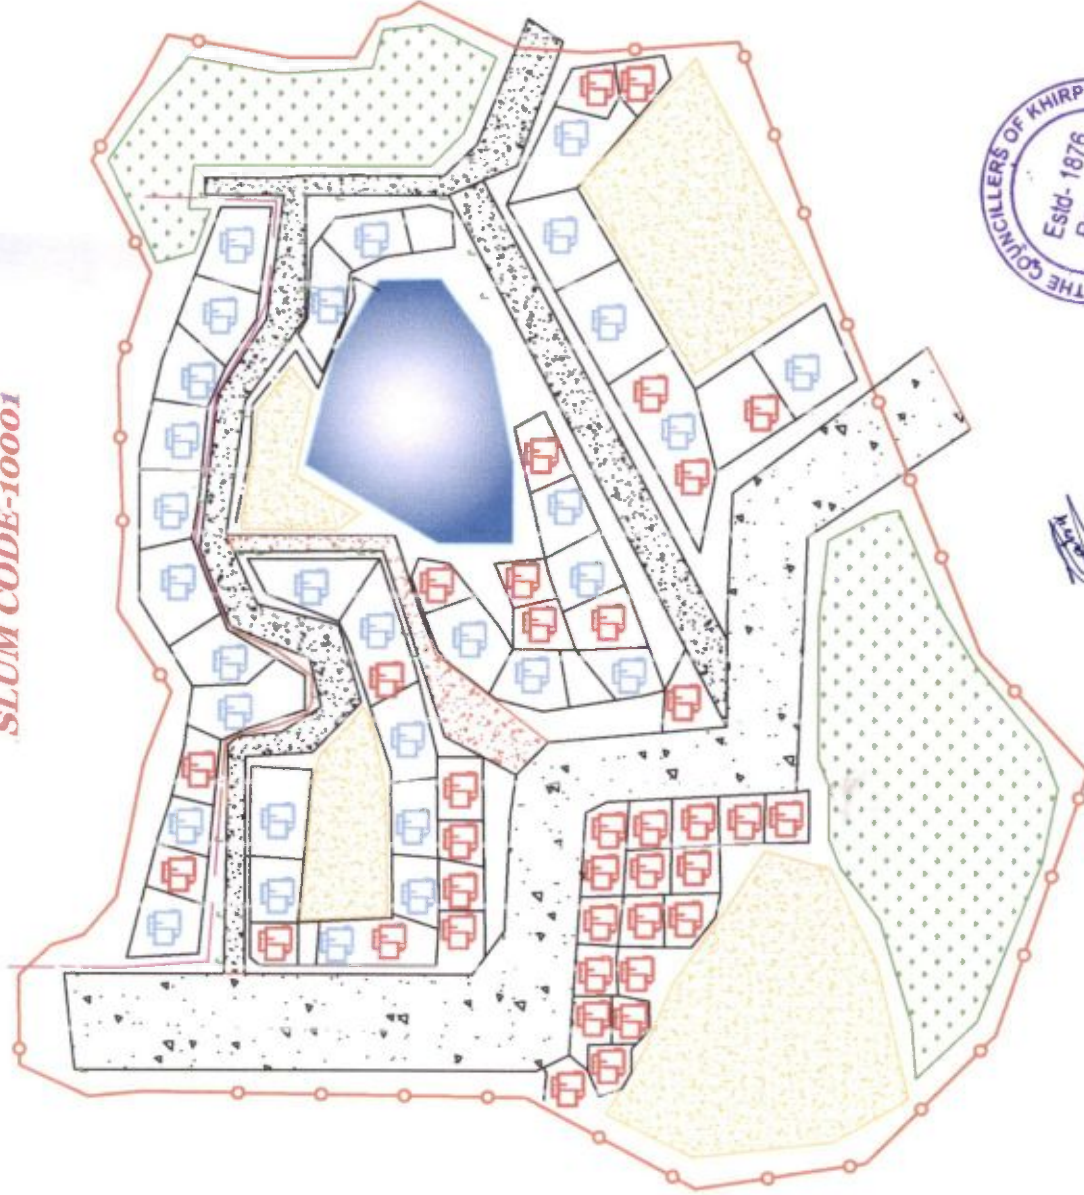 SLUM CODE-10001
THE COUNCILLERS OF KHIRP
Estd- 1876